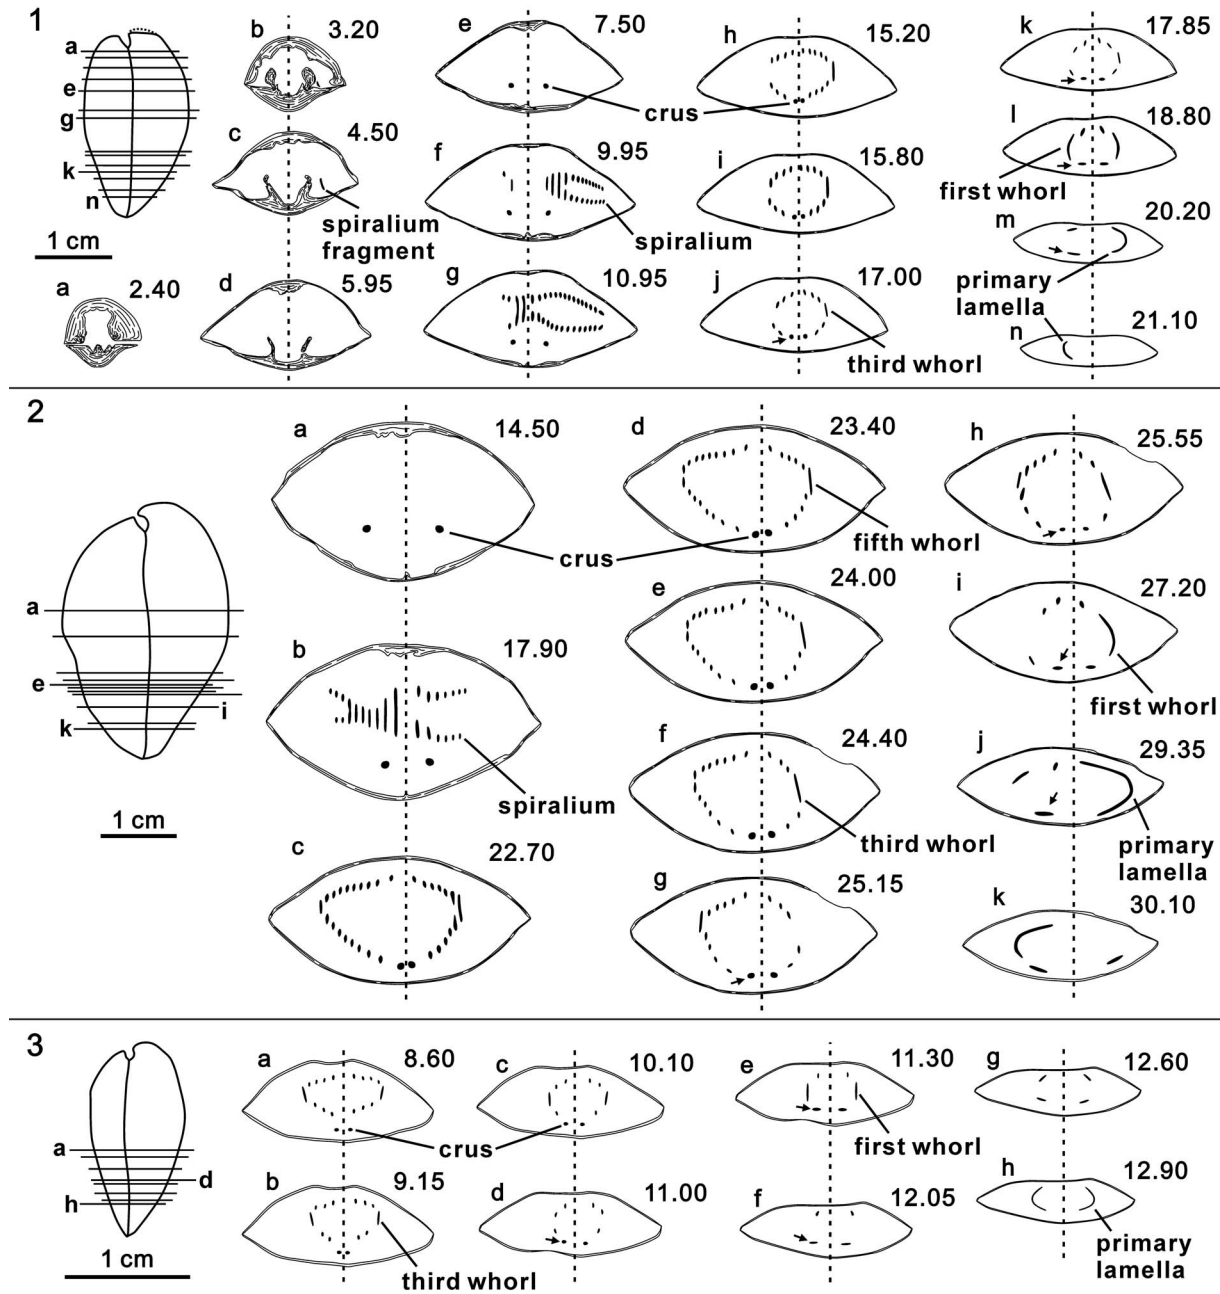 1
a
e
g
k
n
1 cm
a
2.40
b
3.20
c
4.50
spiralium
fragment
d
5.95
e
7.50
crus
f
9.95
spiralium
g
10.95
h
15.20
i
15.80
j
17.00
third whorl
k
17.85
l
18.80
first whorl
m
20.20
primary
lamella
n
21.10
2
a
e
i
k
1 cm
a
14.50
crus
b
17.90
spiralium
c
22.70
d
23.40
fifth whorl
e
24.00
f
24.40
third whorl
g
25.15
h
25.55
i
27.20
first whorl
j
29.35
primary
lamella
k
30.10
3
a
d
h
1 cm
a
8.60
crus
b
9.15
third whorl
c
10.10
d
11.00
e
11.30
first whorl
f
12.05
g
12.60
h
12.90
primary
lamella